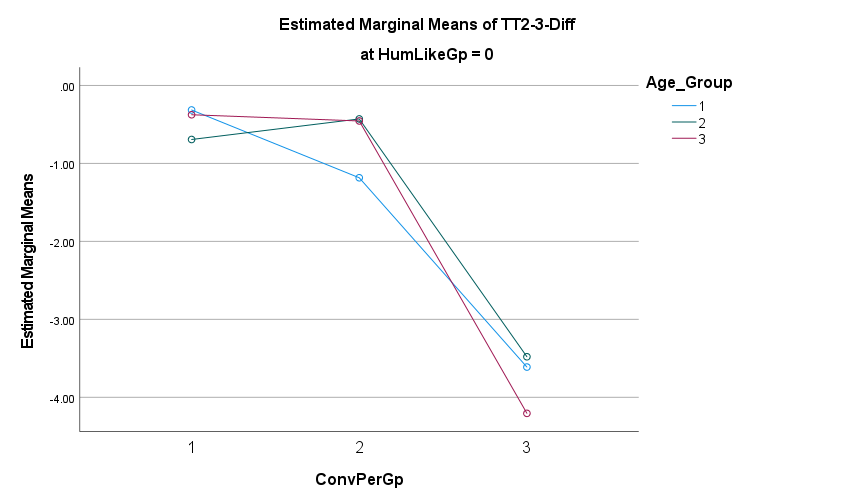 Estimated Marginal Means of TT2-3-Diff
at HumLikeGp = 0
Age_Group
1
2
3
Estimated Marginal Means
.00
-1.00
-2.00
-3.00
-4.00
1 2 3
ConvPerGp